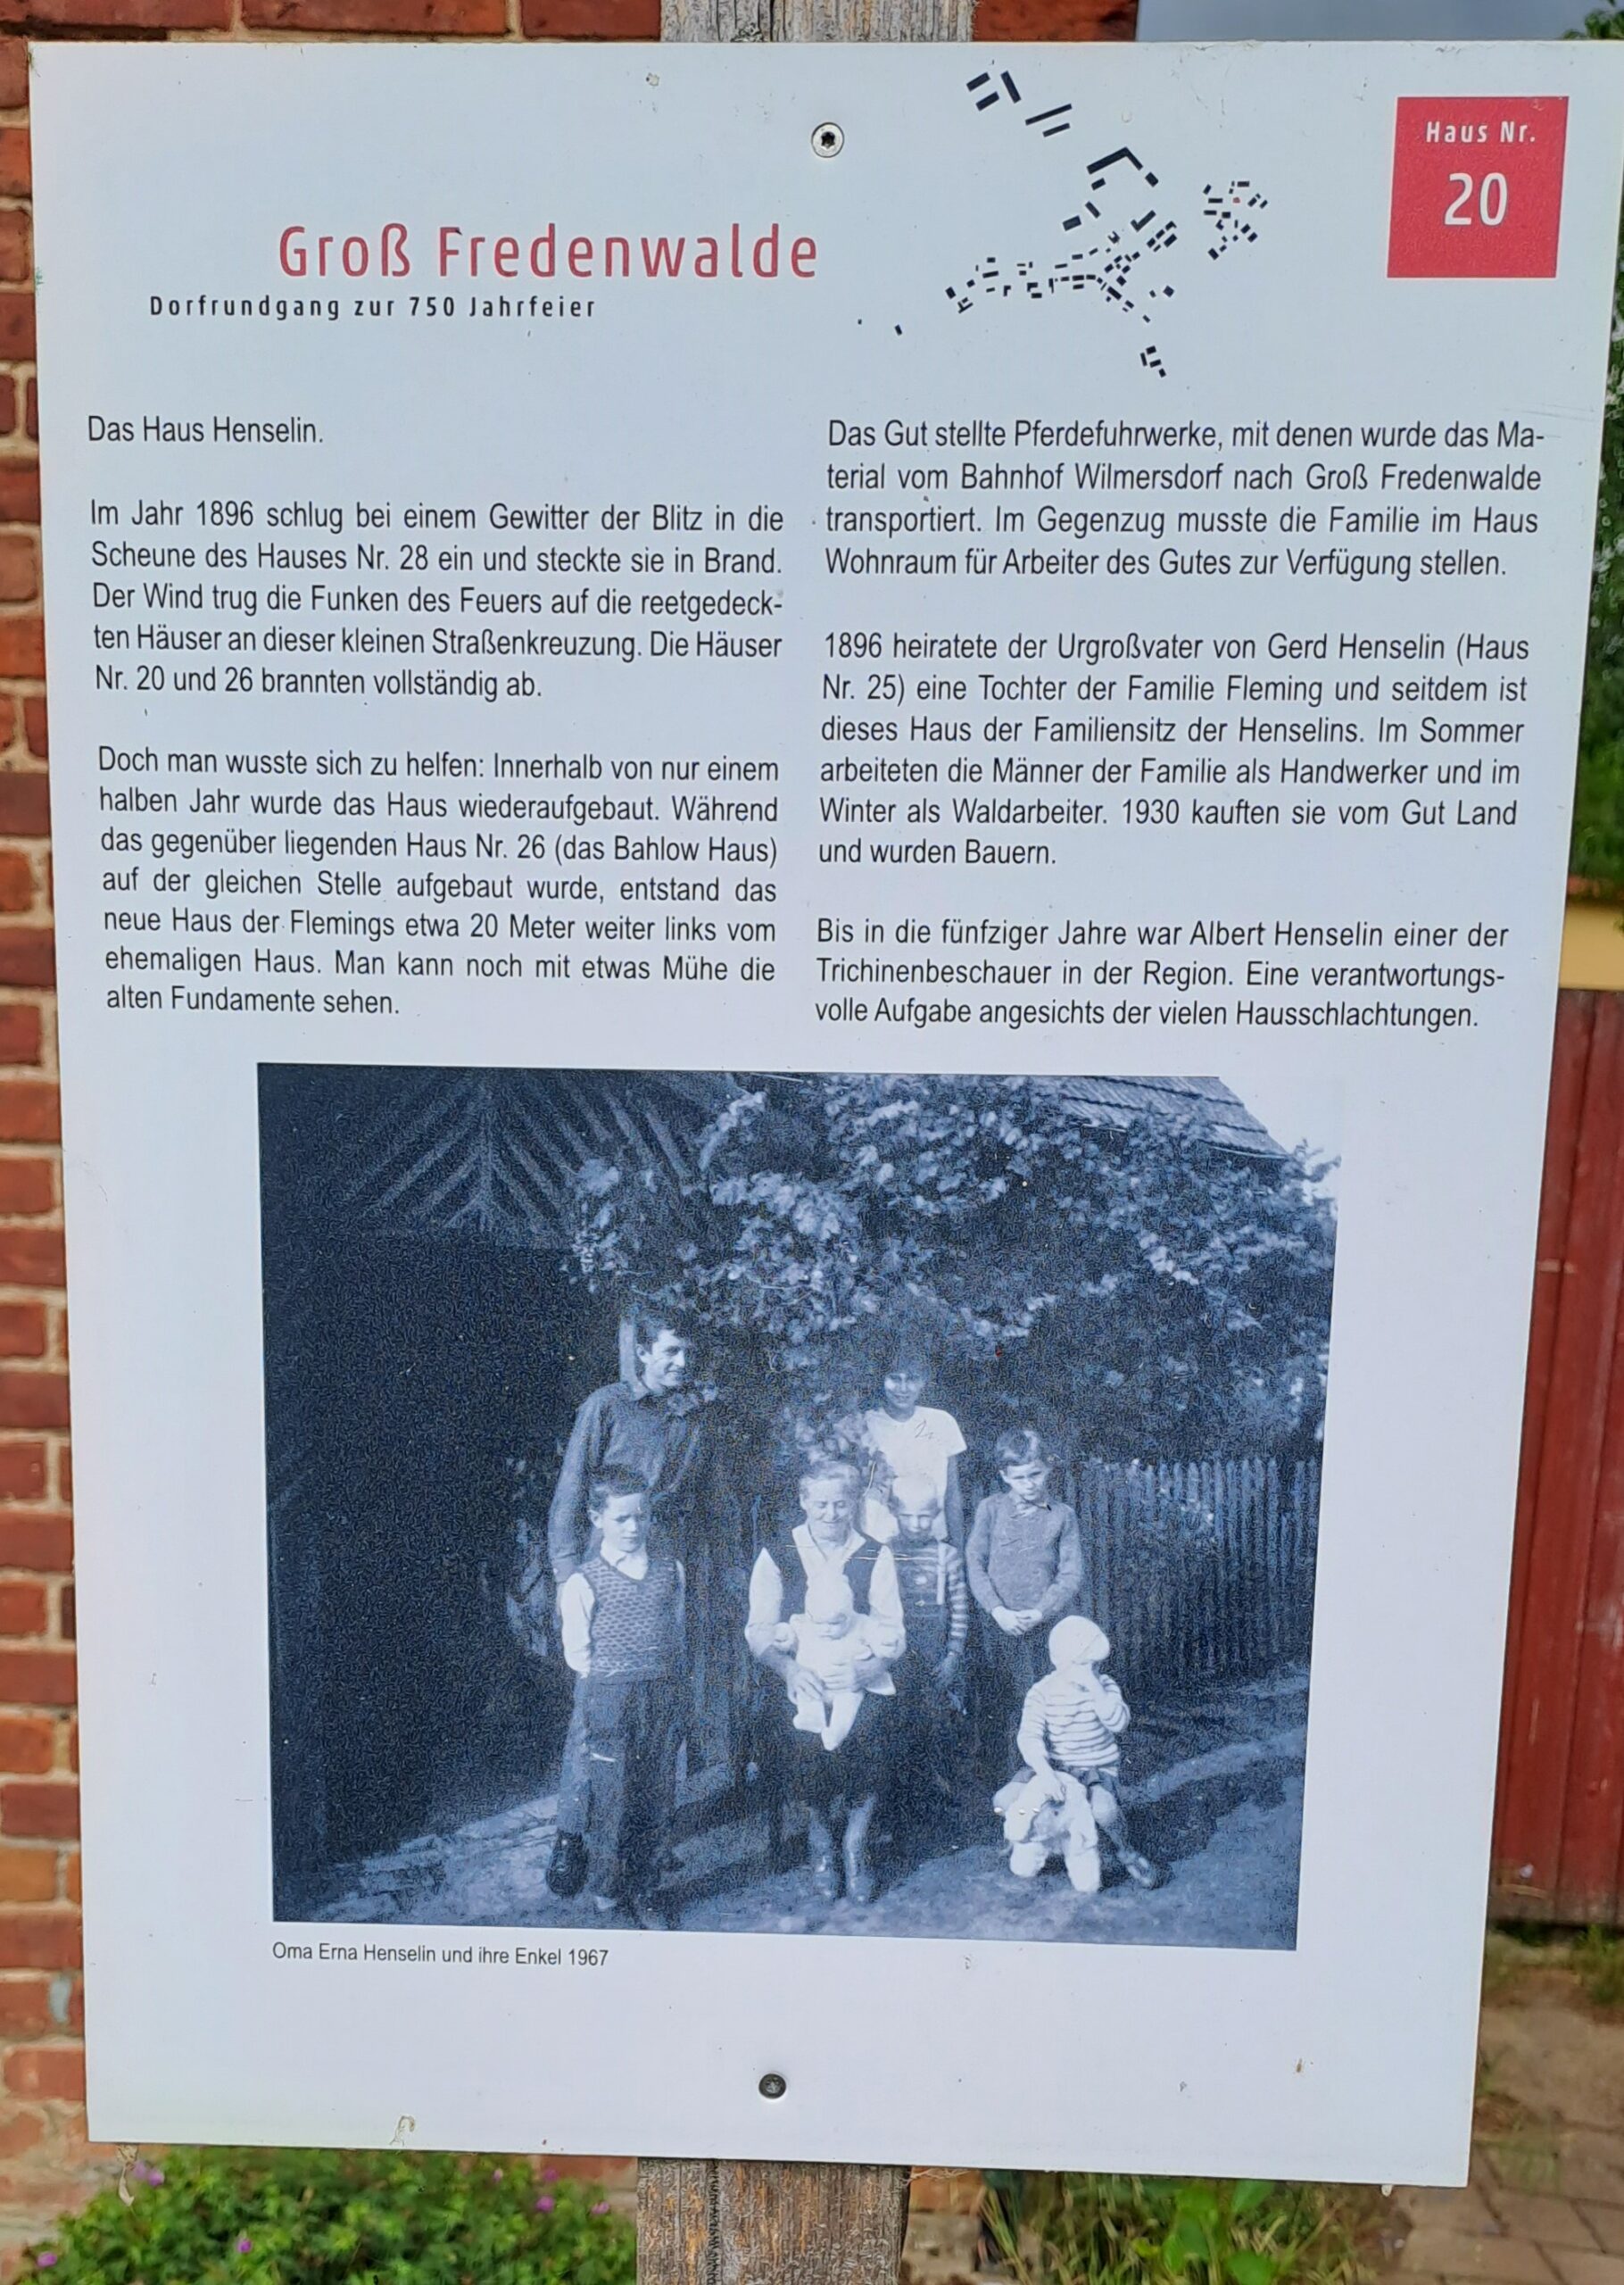 Haus Nr.
20
Groß Fredenwalde
Dorfrundgang zur 750 Jahrfeier
Das Haus Henselin.
Im Jahr 1896 schlug bei einem Gewitter der Blitz in die
Scheune des Hauses Nr. 28 ein und steckte sie in Brand.
Der Wind trug die Funken des Feuers auf die reetgedeck-
ten Häuser an dieser kleinen Straßenkreuzung. Die Häuser
Nr. 20 und 26 brannten vollständig ab.
Doch man wusste sich zu helfen: Innerhalb von nur einem
halben Jahr wurde das Haus wiederaufgebaut. Während
das gegenüber liegenden Haus Nr. 26 (das Bahlow Haus)
auf der gleichen Stelle aufgebaut wurde, entstand das
neue Haus der Flemings etwa 20 Meter weiter links vom
ehemaligen Haus. Man kann noch mit etwas Mühe die
alten Fundamente sehen.
Das Gut stellte Pferdefuhrwerke, mit denen wurde das Ma-
terial vom Bahnhof Wilmersdorf nach Groß Fredenwalde
transportiert. Im Gegenzug musste die Familie im Haus
Wohnraum für Arbeiter des Gutes zur Verfügung stellen.
1896 heiratete der Urgroßvater von Gerd Henselin (Haus
Nr. 25) eine Tochter der Familie Fleming und seitdem ist
dieses Haus der Familiensitz der Henselins. Im Sommer
arbeiteten die Männer der Familie als Handwerker und im
Winter als Waldarbeiter. 1930 kauften sie vom Gut Land
und wurden Bauern.
Bis in die fünfziger Jahre war Albert Henselin einer der
Trichinenbeschauer in der Region. Eine verantwortungs-
volle Aufgabe angesichts der vielen Hausschlachtungen.
Oma Erna Henselin und ihre Enkel 1967